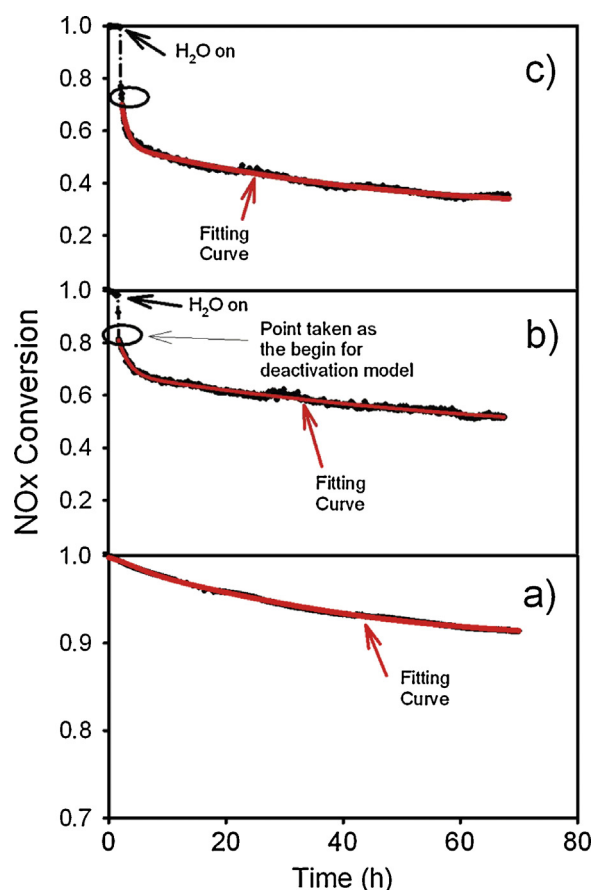 1.0
H₂O on
c)
0.8
0.6
0.4
Fitting
Curve
0.2
1.0
H₂O on
b)
Point taken as
the begin for
deactivation model
0.8
0.6
0.4
Fitting
Curve
0.2
NOx Conversion
1.0
a)
0.9
Fitting
Curve
0.8
0.7
0 20 40 60 80
Time (h)